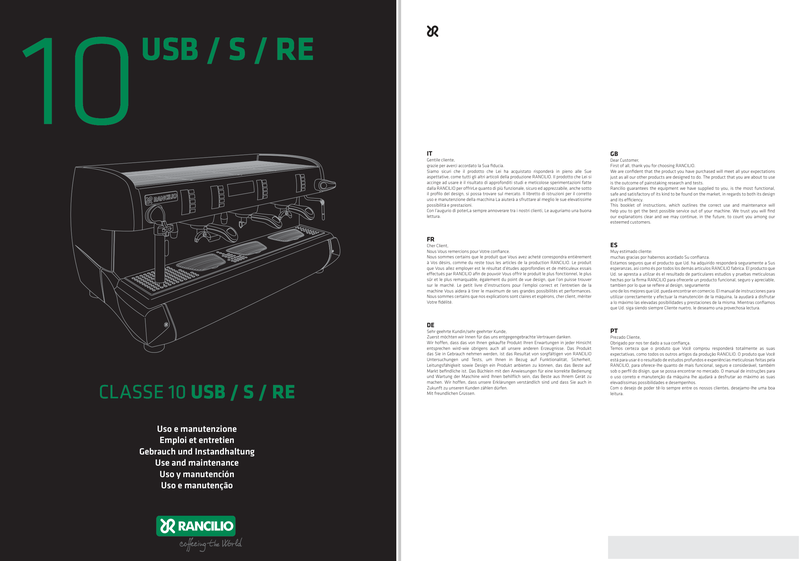 10 USB / S / RE
RANCILIO
CLASSE 10 USB / S / RE
Uso e manutenzione
Emploi et entretien
Gebrauch und Instandhaltung
Use and maintenance
Uso y manutención
Uso e manutenção
RANCILIO
coffeeing the World
IT
Gentile cliente,
grazie per averci accordato la Sua fiducia.
Siamo sicuri che il prodotto che Lei ha acquistato risponderà in pieno alle Sue
aspettative, come tutti gli altri articoli della produzione RANCILIO. Il prodotto che Lei si
accinge ad usare è il risultato di approfonditi studi e meticolose sperimentazioni fatte
dalla RANCILIO per offrirLe quanto di più funzionale, sicuro ed apprezzabile, anche sotto
il profilo del design, si possa trovare sul mercato. Il libretto di istruzioni per il corretto
uso e manutenzione della macchina La aiuterà a sfruttare al meglio le sue elevatissime
possibilità e prestazioni.
Con l'augurio di poterLa sempre annoverare tra i nostri clienti, Le auguriamo una buona
lettura.
FR
Cher Client,
Nous Vous remercions pour Votre confiance.
Nous sommes certains que le produit que Vous avez acheté correspondra entièrement
à Vos désirs, comme du reste tous les articles de la production RANCILIO. Le produit
que Vous allez employer est le résultat d'études approfondies et de méticuleux essais
effectués par RANCILIO afin de pouvoir Vous offrir le produit le plus fonctionnel, le plus
sûr et le plus remarquable, également du point de vue design, que l'on puisse trouver
sur le marché. Le petit livre d'instructions pour l'emploi correct et l'entretien de la
machine Vous aidera à tirer le maximum de ses grandes possibilités et performances.
Nous sommes certains que nos explications sont claires et espérons, cher client, mériter
Votre fidélité.
DE
Sehr geehrte Kundin/sehr geehrter Kunde,
Zuerst möchten wir Ihnen für das uns entgegengebrachte Vertrauen danken.
Wir hoffen, dass das von Ihnen gekaufte Produkt Ihren Erwartungen in jeder Hinsicht
entsprechen wird-wie übrigens auch all unsere anderen Erzeugnisse. Das Produkt
das Sie in Gebrauch nehmen werden, ist das Resultat von sorgfältigen von RANCILIO
Untersuchungen und Tests, um Ihnen in Bezug auf Funktionalität, Sicherheit,
Leistungsfähigkeit sowie Design ein Produkt anbieten zu können, das das Beste auf
Markt befindliche ist. Das Büchlein mit den Anweisungen für eine korrekte Bedienung
und Wartung der Maschine wird Ihnen behilflich sein, das Beste aus Ihrem Gerät zu
machen. Wir hoffen, dass unsere Erklärungen verständlich sind und dass Sie auch in
Zukunft zu unseren Kunden zählen dürfen.
Mit freundlichen Grüssen
GB
Dear Customer,
First of all, thank you for choosing RANCILIO.
We are confident that the product you have purchased will meet all your expectations
just as all our other products are designed to do. The product that you are about to use
is the outcome of painstaking research and tests.
Rancilio guarantees the equipment we have supplied to you, is the most functional,
safe and satisfactory of its kind to be found on the market, in regards to both its design
and its efficiency.
This booklet of instructions, which outlines the correct use and maintenance will
help you to get the best possible service out of your machine. We trust you will find
our explanations clear and we may continue, in the future, to count you among our
esteemed customers.
ES
Muy estimado cliente:
muchas gracias por habernos acordado Su confianza.
Estamos seguros que el producto que Ud. ha adquirido responderá seguramente a Sus
esperanzas, así como es por todos los demás artículos RANCILIO fabrica. El producto que
Ud. se apresta a utilizar es el resultado de particulares estudios y pruebas meticulosas
hechas por la firma RANCILIO para ofrecerle un producto funcional, seguro y apreciable,
también por lo que se refiere al design, seguramente
uno de los mejores que Ud. pueda encontrar en comercio. El manual de instrucciones para
utilizar correctamente y efectuar la manutención de la máquina, la ayudará a disfrutar
a lo máximo las elevadas posibilidades y prestaciones de la misma. Mientras confiamos
que Ud. siga siendo siempre Cliente nuetro, le deseamo una provechosa lectura.
PT
Prezado Cliente,
Obrigado por nos ter dado a sua confiança.
Temos certeza que o produto que Você comprou responderá totalmente as suas
expectativas, como todos os outros artigos da produção RANCILIO. O produto que Você
está para usar é o resultado de estudos profundos e experiências meticulosas feitas pela
RANCILIO, para oferece-lhe quanto de mais funcional, seguro e considerável, também
sob o perfil do disign, que se possa encontrar no mercado. O manual de instruções para
o uso correto e manutenção da máquina lhe ajudará à desfrutar ao máximo as suas
elevadíssimas possibilidades e desempenhos.
Com o desejo de poder tê-lo sempre entre os nossos clientes, desejamo-lhe uma boa
leitura.